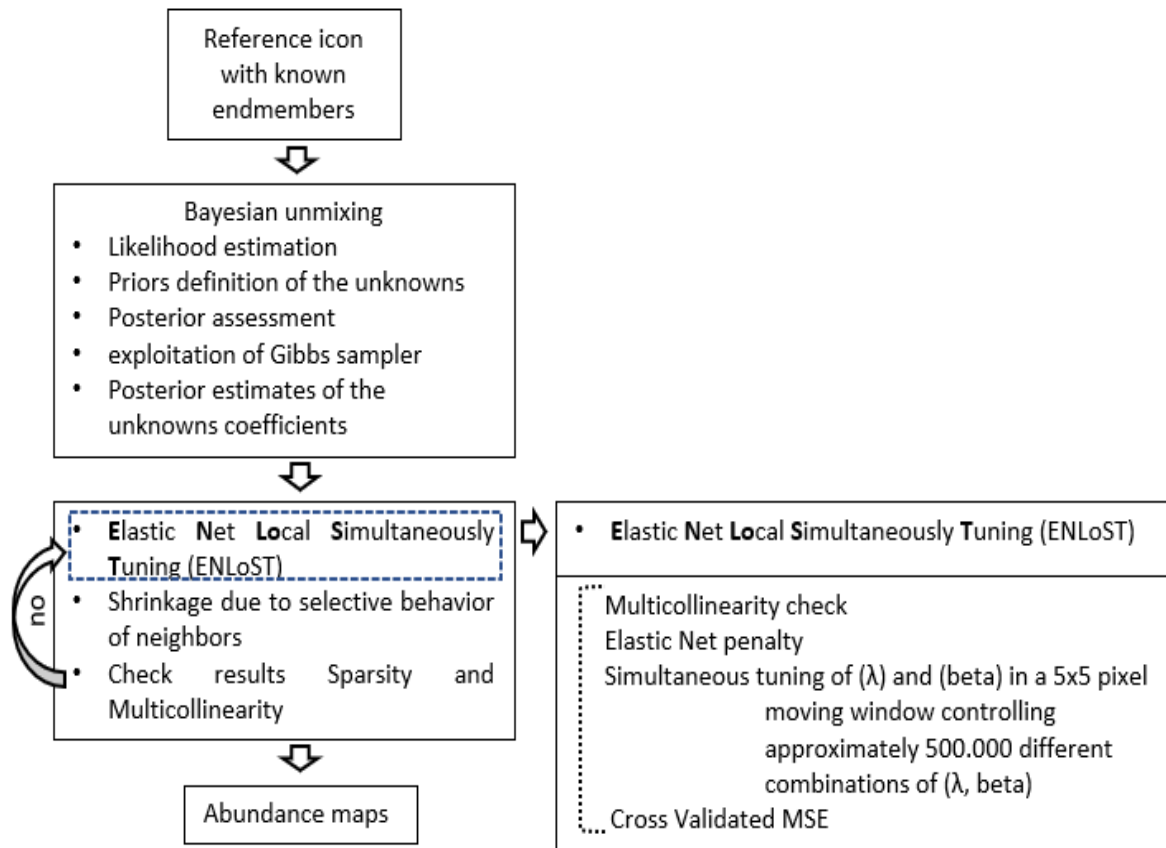 Reference icon
with known
endmembers
Bayesian unmixing
• Likelihood estimation
• Priors definition of the unknowns
• Posterior assessment
• exploitation of Gibbs sampler
• Posterior estimates of the
unknowns coefficients
• Elastic Net Local Simultaneously
Tuning (ENLoST)
• Shrinkage due to selective behavior
of neighbors
• Check results Sparsity and
Multicollinearity
no
Abundance maps
• Elastic Net Local Simultaneously Tuning (ENLoST)
Multicollinearity check
Elastic Net penalty
Simultaneous tuning of (λ) and (beta) in a 5x5 pixel
moving window controlling
approximately 500.000 different
combinations of (λ, beta)
Cross Validated MSE